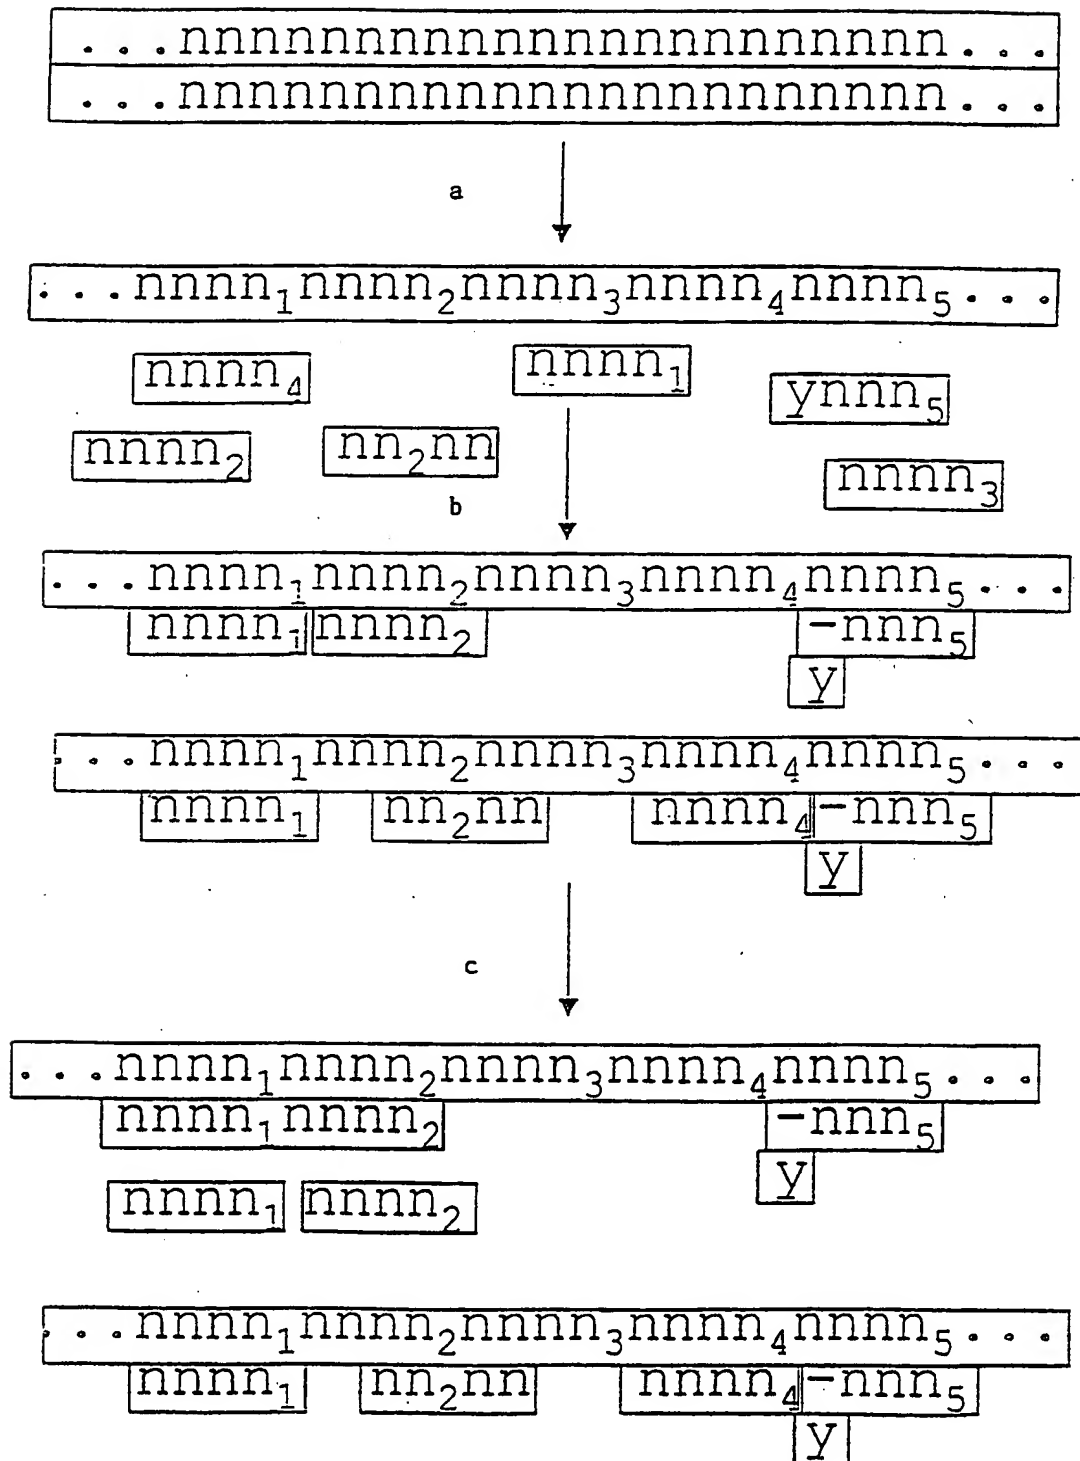 ...nnnnnnnnnnnnnnnnnnnnnn...
...nnnnnnnnnnnnnnnnnnnnnn...
a
...nnnn₁nnnn₂nnnn₃nnnn₄nnnn₅...
nnnn₄ nnnn₁ ynnn₅
nnnn₂ nn₂nn nnnn₃
b
...nnnn₁nnnn₂nnnn₃nnnn₄nnnn₅...
nnnn₁ nnnn₂ -nnn₅
y
...nnnn₁nnnn₂nnnn₃nnnn₄nnnn₅...
nnnn₁ nn₂nn nnnn₄ -nnn₅
y
c
...nnnn₁nnnn₂nnnn₃nnnn₄nnnn₅...
nnnn₁nnnn₂ -nnn₅
y
nnnn₁ nnnn₂
...nnnn₁nnnn₂nnnn₃nnnn₄nnnn₅...
nnnn₁ nn₂nn nnnn₄ -nnn₅
y